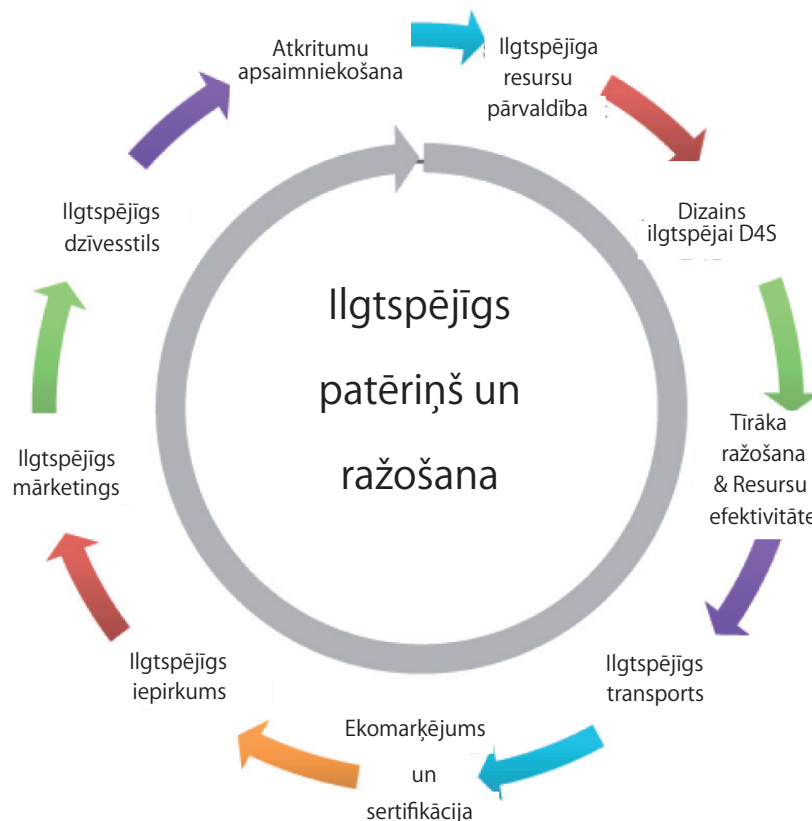 Atkritumu
apsaimniekošana
Ilgtspējīga
resursu
pārvaldība
Dizains
ilgtspējai D4S
Tīrāka
ražošana
& Resursu
efektivitāte
Ilgtspējīgs
transports
Ekomarķējums
un
sertifikācija
Ilgtspējīgs
iepirkums
Ilgtspējīgs
mārketings
Ilgtspējīgs
dzīvesstils
Ilgtspējīgs
patēriņš un
ražošana